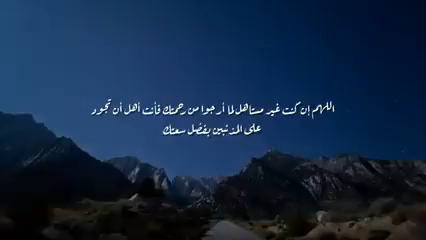 اللهم إن كنت غير مستاهل لما أرجوا من رحمتك فأنت أهل أن تجود
على المذنبين بفضل سعتك